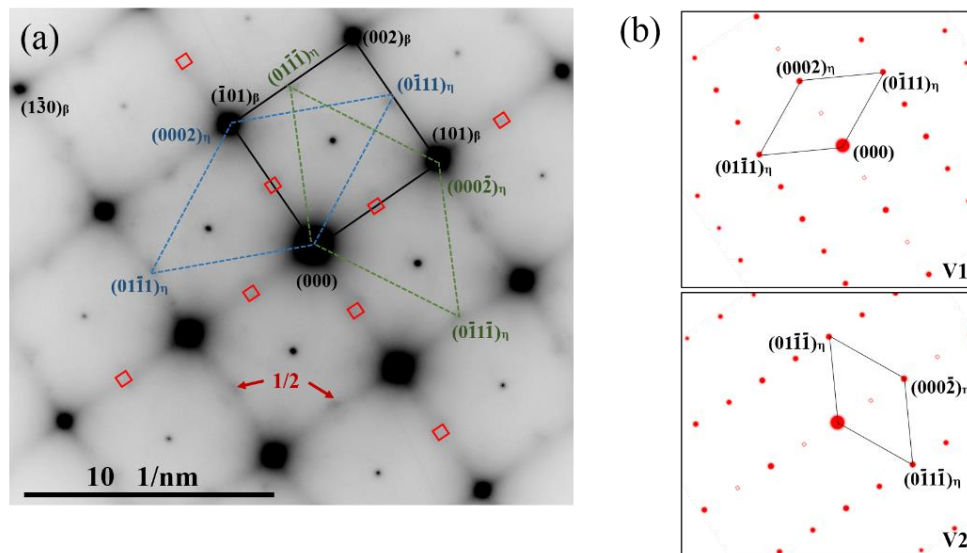 (a)
(002)β
(011̄1̄)η
(13̄0)β
(1̄01)β
(01̄11)η
(0002)η
(101)β
(0002̄)η
(000)
(011̄1)η
(01̄11̄)η
1/2
10 1/nm
(b)
(0002)η
(01̄11)η
(011̄1)η
(000)
V1
(011̄1̄)η
(0002̄)η
(01̄11̄)η
V2